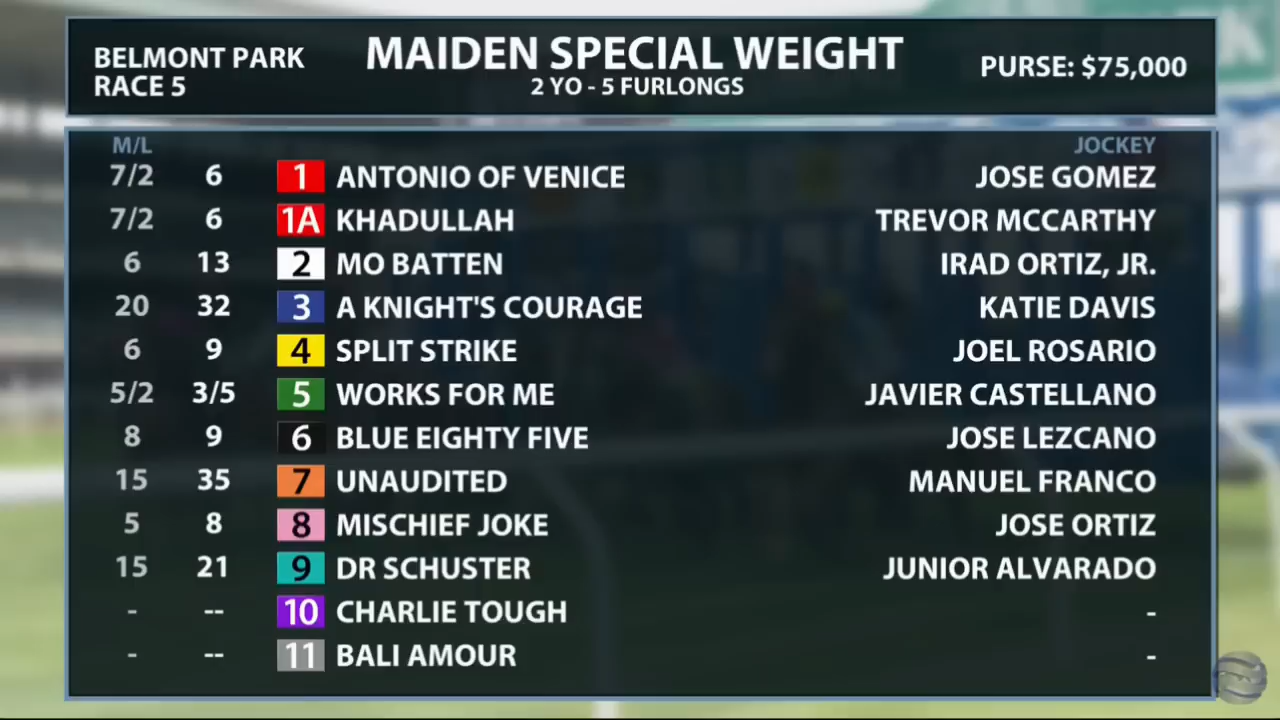 BELMONT PARK
RACE 5
MAIDEN SPECIAL WEIGHT
2 YO - 5 FURLONGS
PURSE: $75,000
M/L JOCKEY
7/2 6 1 ANTONIO OF VENICE JOSE GOMEZ
7/2 6 1A KHADULLAH TREVOR MCCARTHY
6 13 2 MO BATTEN IRAD ORTIZ, JR.
20 32 3 A KNIGHT'S COURAGE KATIE DAVIS
6 9 4 SPLIT STRIKE JOEL ROSARIO
5/2 3/5 5 WORKS FOR ME JAVIER CASTELLANO
8 9 6 BLUE EIGHTY FIVE JOSE LEZCANO
15 35 7 UNAUDITED MANUEL FRANCO
5 8 8 MISCHIEF JOKE JOSE ORTIZ
15 21 9 DR SCHUSTER JUNIOR ALVARADO
- -- 10 CHARLIE TOUGH -
- -- 11 BALI AMOUR -